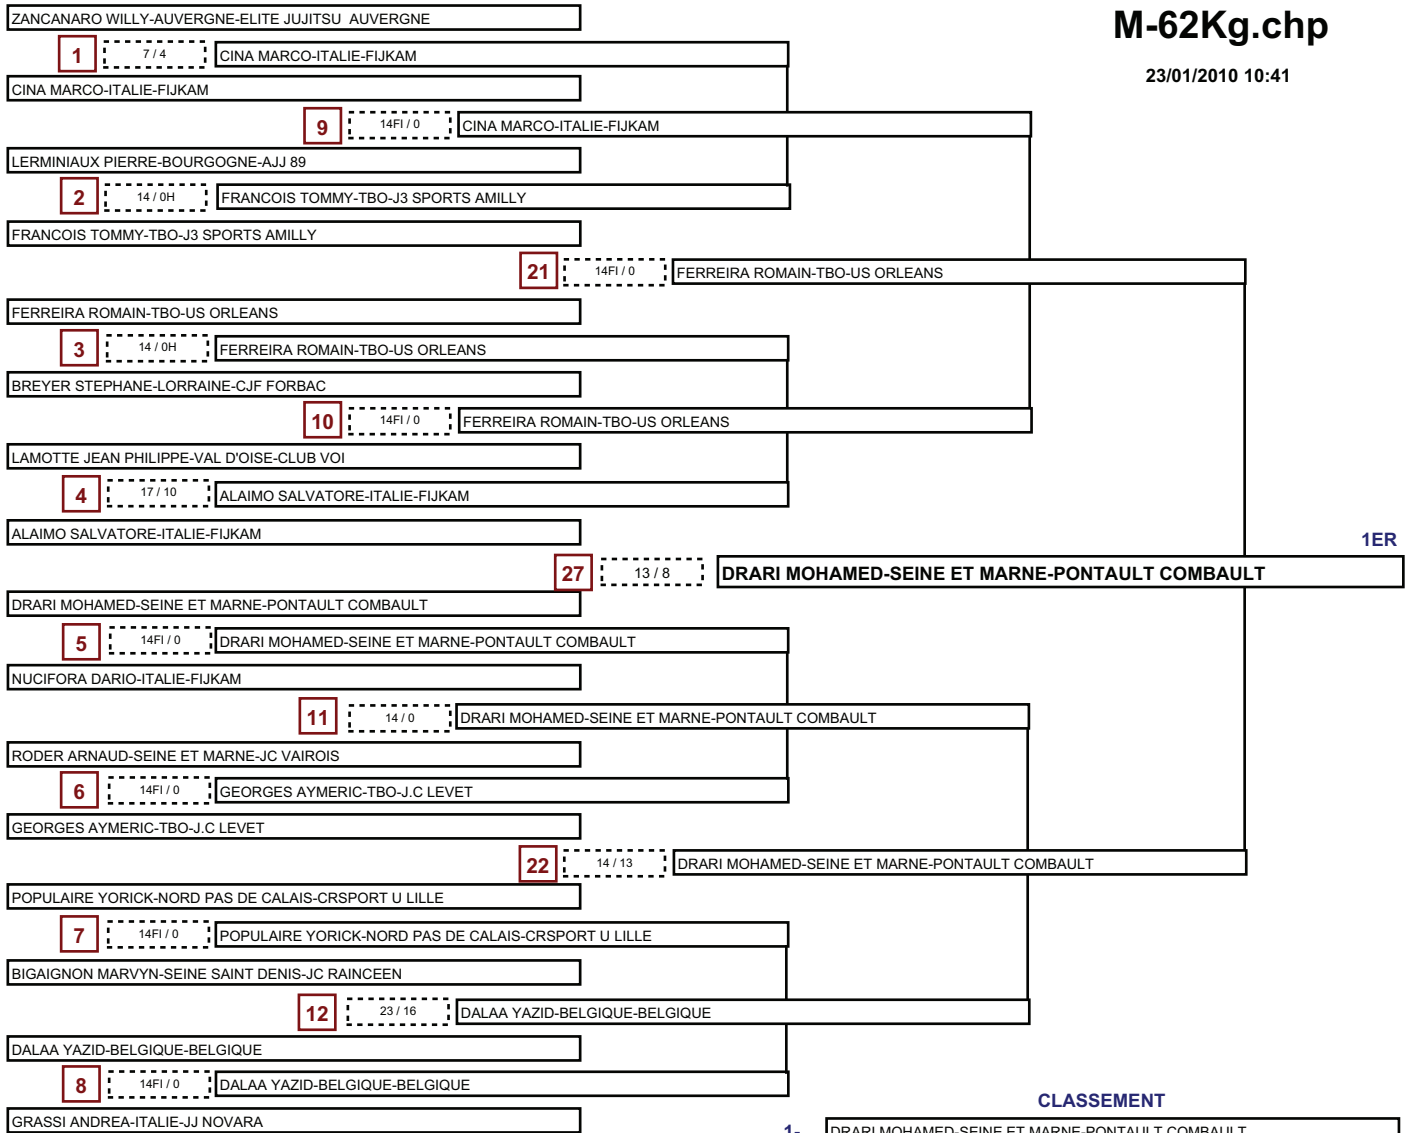 ZANCANARO WILLY-AUVERGNE-ELITE JUJITSU  AUVERGNE
M-62Kg.chp
1
7 / 4
CINA MARCO-ITALIE-FIJKAM
23/01/2010 10:41
CINA MARCO-ITALIE-FIJKAM
9
14FI / 0
CINA MARCO-ITALIE-FIJKAM
LERMINIAUX PIERRE-BOURGOGNE-AJJ 89
2
14 / 0H
FRANCOIS TOMMY-TBO-J3 SPORTS AMILLY
FRANCOIS TOMMY-TBO-J3 SPORTS AMILLY
21
14FI / 0
FERREIRA ROMAIN-TBO-US ORLEANS
FERREIRA ROMAIN-TBO-US ORLEANS
3
14 / 0H
FERREIRA ROMAIN-TBO-US ORLEANS
BREYER STEPHANE-LORRAINE-CJF FORBAC
10
14FI / 0
FERREIRA ROMAIN-TBO-US ORLEANS
LAMOTTE JEAN PHILIPPE-VAL D'OISE-CLUB VOI
4
17 / 10
ALAIMO SALVATORE-ITALIE-FIJKAM
ALAIMO SALVATORE-ITALIE-FIJKAM
1ER
27
13 / 8
DRARI MOHAMED-SEINE ET MARNE-PONTAULT COMBAULT
DRARI MOHAMED-SEINE ET MARNE-PONTAULT COMBAULT
5
14FI / 0
DRARI MOHAMED-SEINE ET MARNE-PONTAULT COMBAULT
NUCIFORA DARIO-ITALIE-FIJKAM
11
14 / 0
DRARI MOHAMED-SEINE ET MARNE-PONTAULT COMBAULT
RODER ARNAUD-SEINE ET MARNE-JC VAIROIS
6
14FI / 0
GEORGES AYMERIC-TBO-J.C LEVET
GEORGES AYMERIC-TBO-J.C LEVET
22
14 / 13
DRARI MOHAMED-SEINE ET MARNE-PONTAULT COMBAULT
POPULAIRE YORICK-NORD PAS DE CALAIS-CRSPORT U LILLE
7
14FI / 0
POPULAIRE YORICK-NORD PAS DE CALAIS-CRSPORT U LILLE
BIGAIGNON MARVYN-SEINE SAINT DENIS-JC RAINCEEN
12
23 / 16
DALAA YAZID-BELGIQUE-BELGIQUE
DALAA YAZID-BELGIQUE-BELGIQUE
8
14FI / 0
DALAA YAZID-BELGIQUE-BELGIQUE
CLASSEMENT
GRASSI ANDREA-ITALIE-JJ NOVARA
1-
DRARI MOHAMED-SEINE ET MARNE-PONTAULT COMBAULT